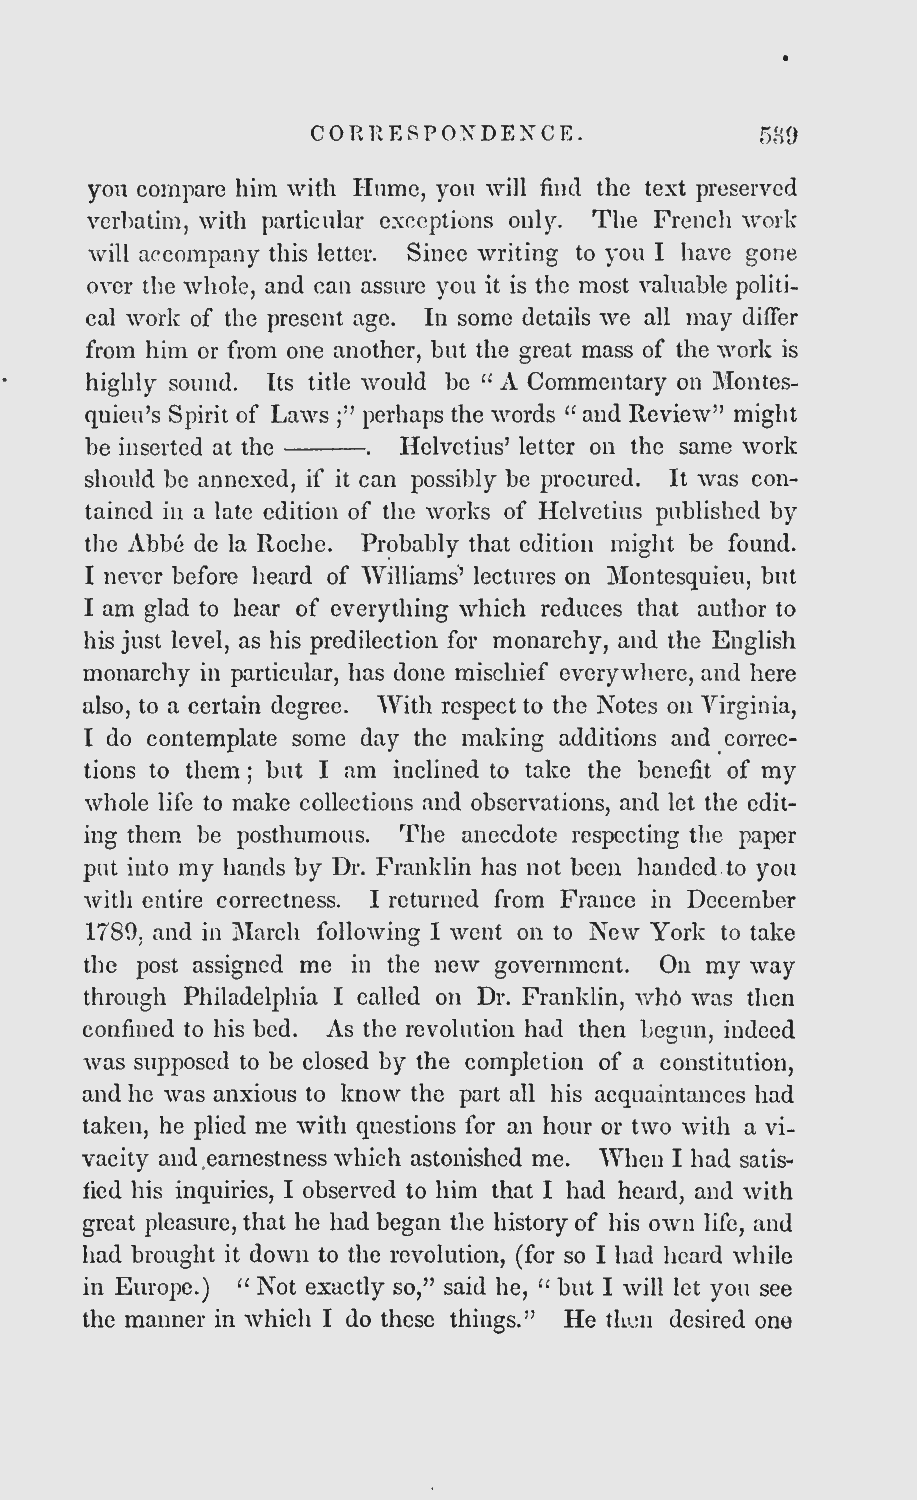 CORRESPONDENCE. 539
you compare him with Hume, you will find the text preserved
verbatim, with particular exceptions only. The French work
will accompany this letter. Since writing to you I have gone
over the whole, and can assure you it is the most valuable politi-
cal work of the present age. In some details we all may differ
from him or from one another, but the great mass of the work is
highly sound. Its title would be “ A Commentary on Montes-
quieu's Spirit of Laws ;” perhaps the words “ and Review” might
be inserted at the ———. Helvetius' letter on the same work
should be annexed, if it can possibly be procured. It was con-
tained in a late edition of the works of Helvetius published by
the Abbé de la Roche. Probably that edition might be found.
I never before heard of Williams' lectures on Montesquieu, but
I am glad to hear of everything which reduces that author to
his just level, as his predilection for monarchy, and the English
monarchy in particular, has done mischief everywhere, and here
also, to a certain degree. With respect to the Notes on Virginia,
I do contemplate some day the making additions and correc-
tions to them ; but I am inclined to take the benefit of my
whole life to make collections and observations, and let the edit-
ing them be posthumous. The anecdote respecting the paper
put into my hands by Dr. Franklin has not been handed to you
with entire correctness. I returned from France in December
1789, and in March following I went on to New York to take
the post assigned me in the new government. On my way
through Philadelphia I called on Dr. Franklin, who was then
confined to his bed. As the revolution had then begun, indeed
was supposed to be closed by the completion of a constitution,
and he was anxious to know the part all his acquaintances had
taken, he plied me with questions for an hour or two with a vi-
vacity and earnestness which astonished me. When I had satis-
fied his inquiries, I observed to him that I had heard, and with
great pleasure, that he had began the history of his own life, and
had brought it down to the revolution, (for so I had heard while
in Europe.) “ Not exactly so,” said he, “ but I will let you see
the manner in which I do these things.” He then desired one